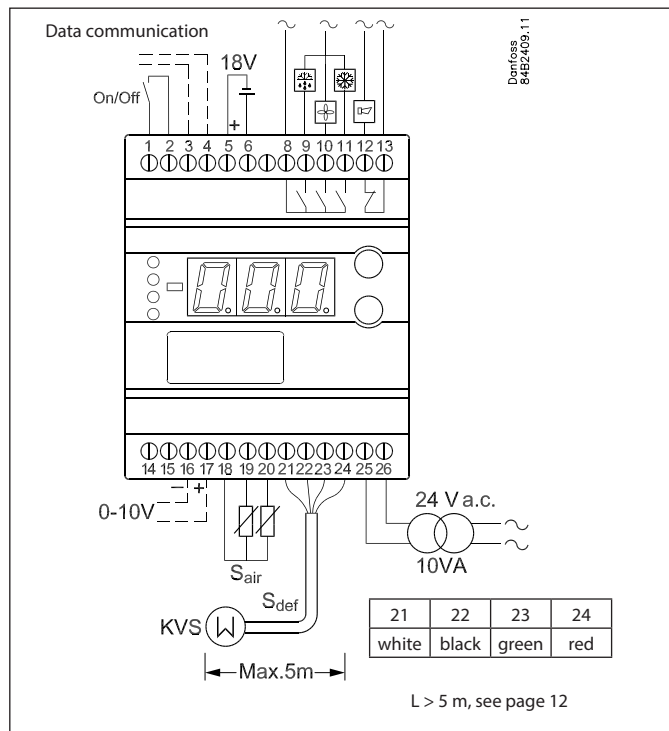 Data communication
Danfoss
84B2409.11
18V
On/Off
+
1 2 3 4 5 6 8 9 10 11 12 13
000
14 15 16 17 18 19 20 21 22 23 24 25 26
– +
0-10V
24 V a.c.
10VA
Sair
Sdef
KVS
Max.5m
21 22 23 24
white black green red
L > 5 m, see page 12